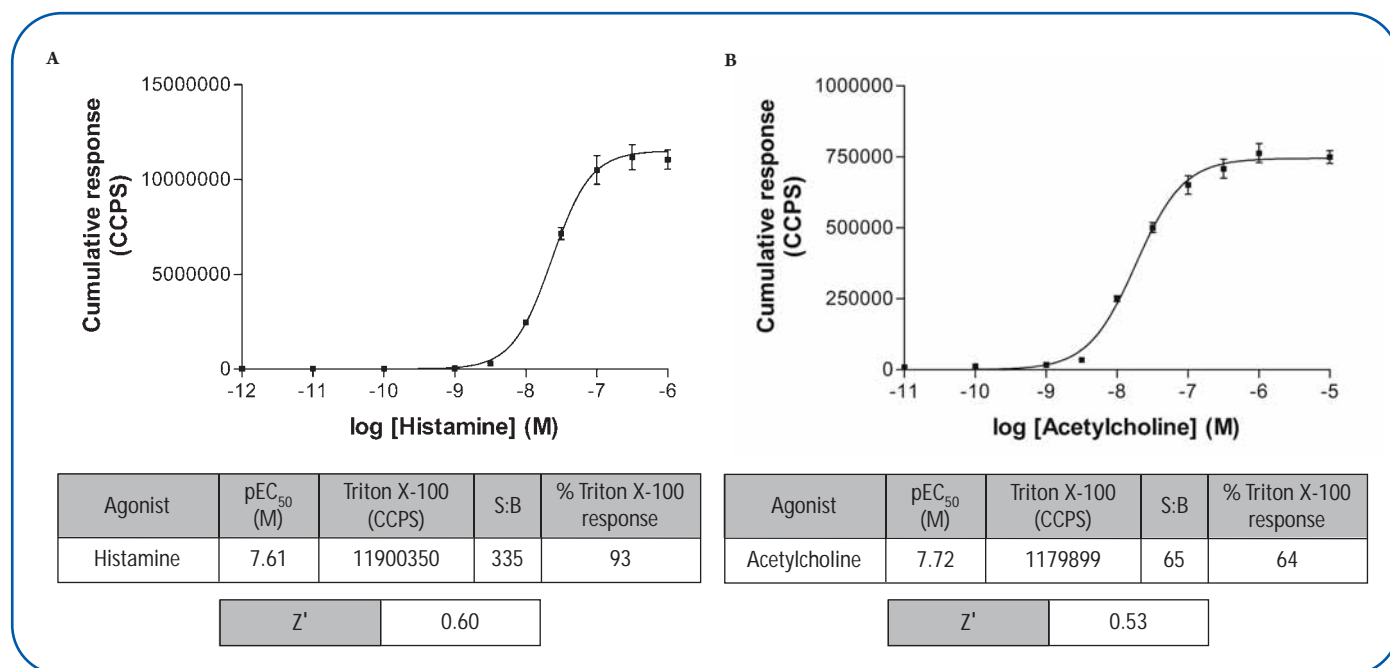 A
15000000
10000000
5000000
0
Cumulative response
(CCPS)
-12 -11 -10 -9 -8 -7 -6
log [Histamine] (M)
Agonist pEC50 (M) Triton X-100 (CCPS) S:B % Triton X-100 response
Histamine 7.61 11900350 335 93
Z' 0.60
B
1000000
750000
500000
250000
0
Cumulative response
(CCPS)
-11 -10 -9 -8 -7 -6 -5
log [Acetylcholine] (M)
Agonist pEC50 (M) Triton X-100 (CCPS) S:B % Triton X-100 response
Acetylcholine 7.72 1179899 65 64
Z' 0.53